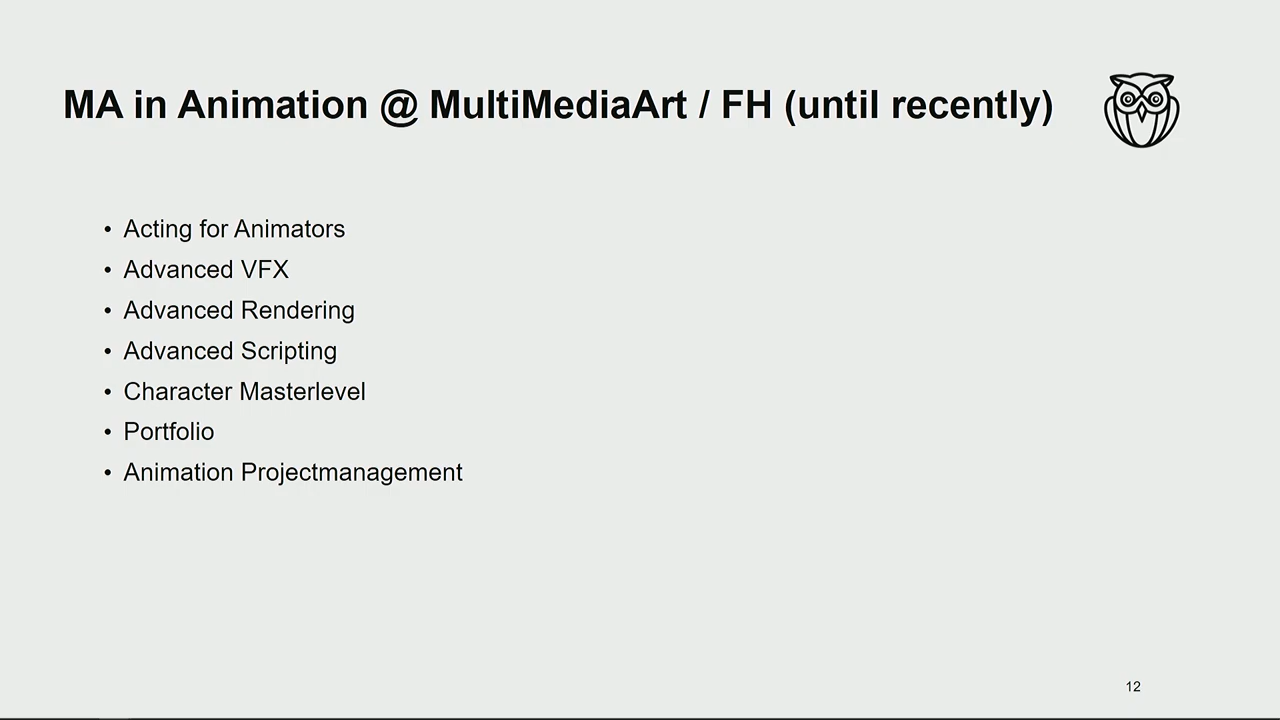 MA in Animation @ MultiMediaArt / FH (until recently)
• Acting for Animators
• Advanced VFX
• Advanced Rendering
• Advanced Scripting
• Character Masterlevel
• Portfolio
• Animation Projectmanagement
12